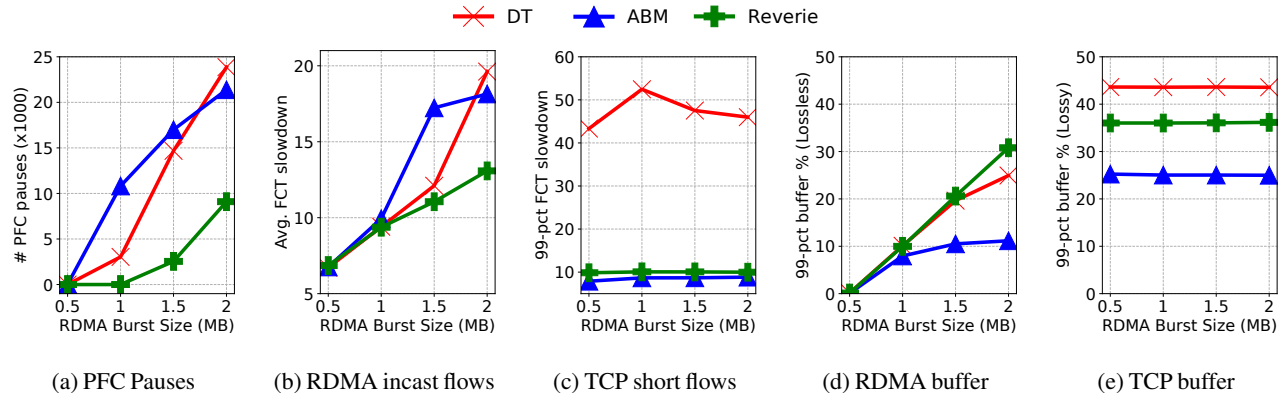 DT ABM Reverie
# PFC pauses (x1000)
25
20
15
10
5
0
0.5 1 1.5 2
RDMA Burst Size (MB)
(a) PFC Pauses
Avg. FCT slowdown
20
15
10
5
0.5 1 1.5 2
RDMA Burst Size (MB)
(b) RDMA incast flows
99-pct FCT slowdown
60
50
40
30
20
10
0.5 1 1.5 2
RDMA Burst Size (MB)
(c) TCP short flows
99-pct buffer % (Lossless)
50
40
30
20
10
0
0.5 1 1.5 2
RDMA Burst Size (MB)
(d) RDMA buffer
99-pct buffer % (Lossy)
50
40
30
20
10
0
0.5 1 1.5 2
RDMA Burst Size (MB)
(e) TCP buffer